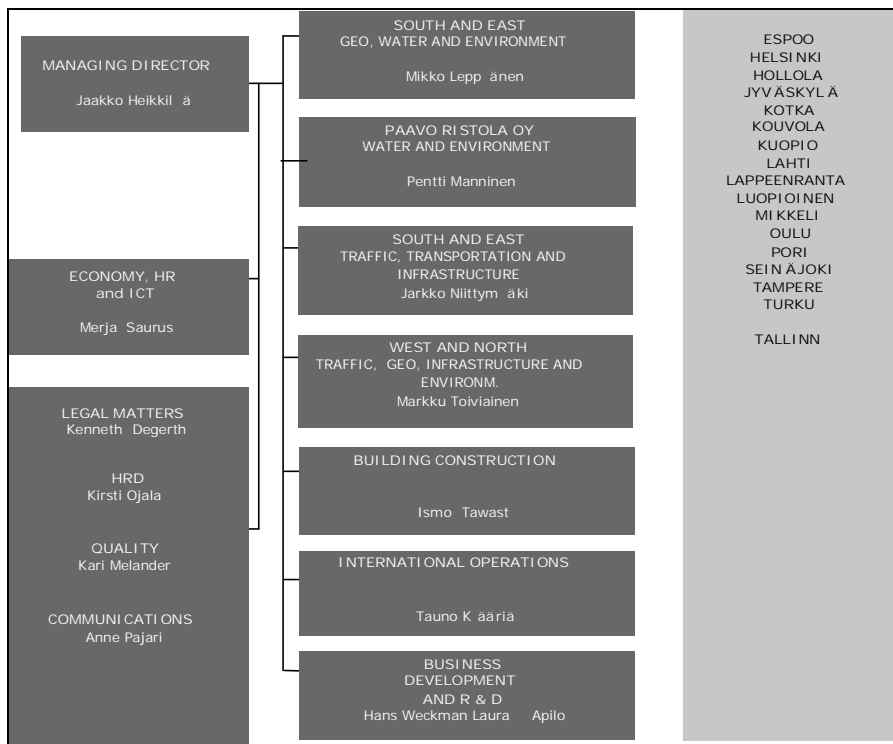 MANAGING DIRECTOR
Jaakko Heikkil ä
ECONOMY, HR
and ICT
Merja Saurus
LEGAL MATTERS
Kenneth Degerth
HRD
Kirsti Ojala
QUALITY
Kari Melander
COMMUNICATIONS
Anne Pajari
SOUTH AND EAST
GEO, WATER AND ENVIRONMENT
Mikko Lepp änen
PAAVO RISTOLA OY
WATER AND ENVIRONMENT
Pentti Manninen
SOUTH AND EAST
TRAFFIC, TRANSPORTATION AND
INFRASTRUCTURE
Jarkko Niittym äki
WEST AND NORTH
TRAFFIC, GEO, INFRASTRUCTURE AND
ENVIRONM.
Markku Toiviainen
BUILDING CONSTRUCTION
Ismo Tawast
INTERNATIONAL OPERATIONS
Tauno K ääriä
BUSINESS
DEVELOPMENT
AND R & D
Hans Weckman Laura Apilo
ESPOO
HELSINKI
HOLLOLA
JYVÄSKYLÄ
KOTKA
KOUVOLA
KUOPIO
LAHTI
LAPPEENRANTA
LUOPIOINEN
MIKKELI
OULU
PORI
SEINÄJOKI
TAMPERE
TURKU
TALLINN